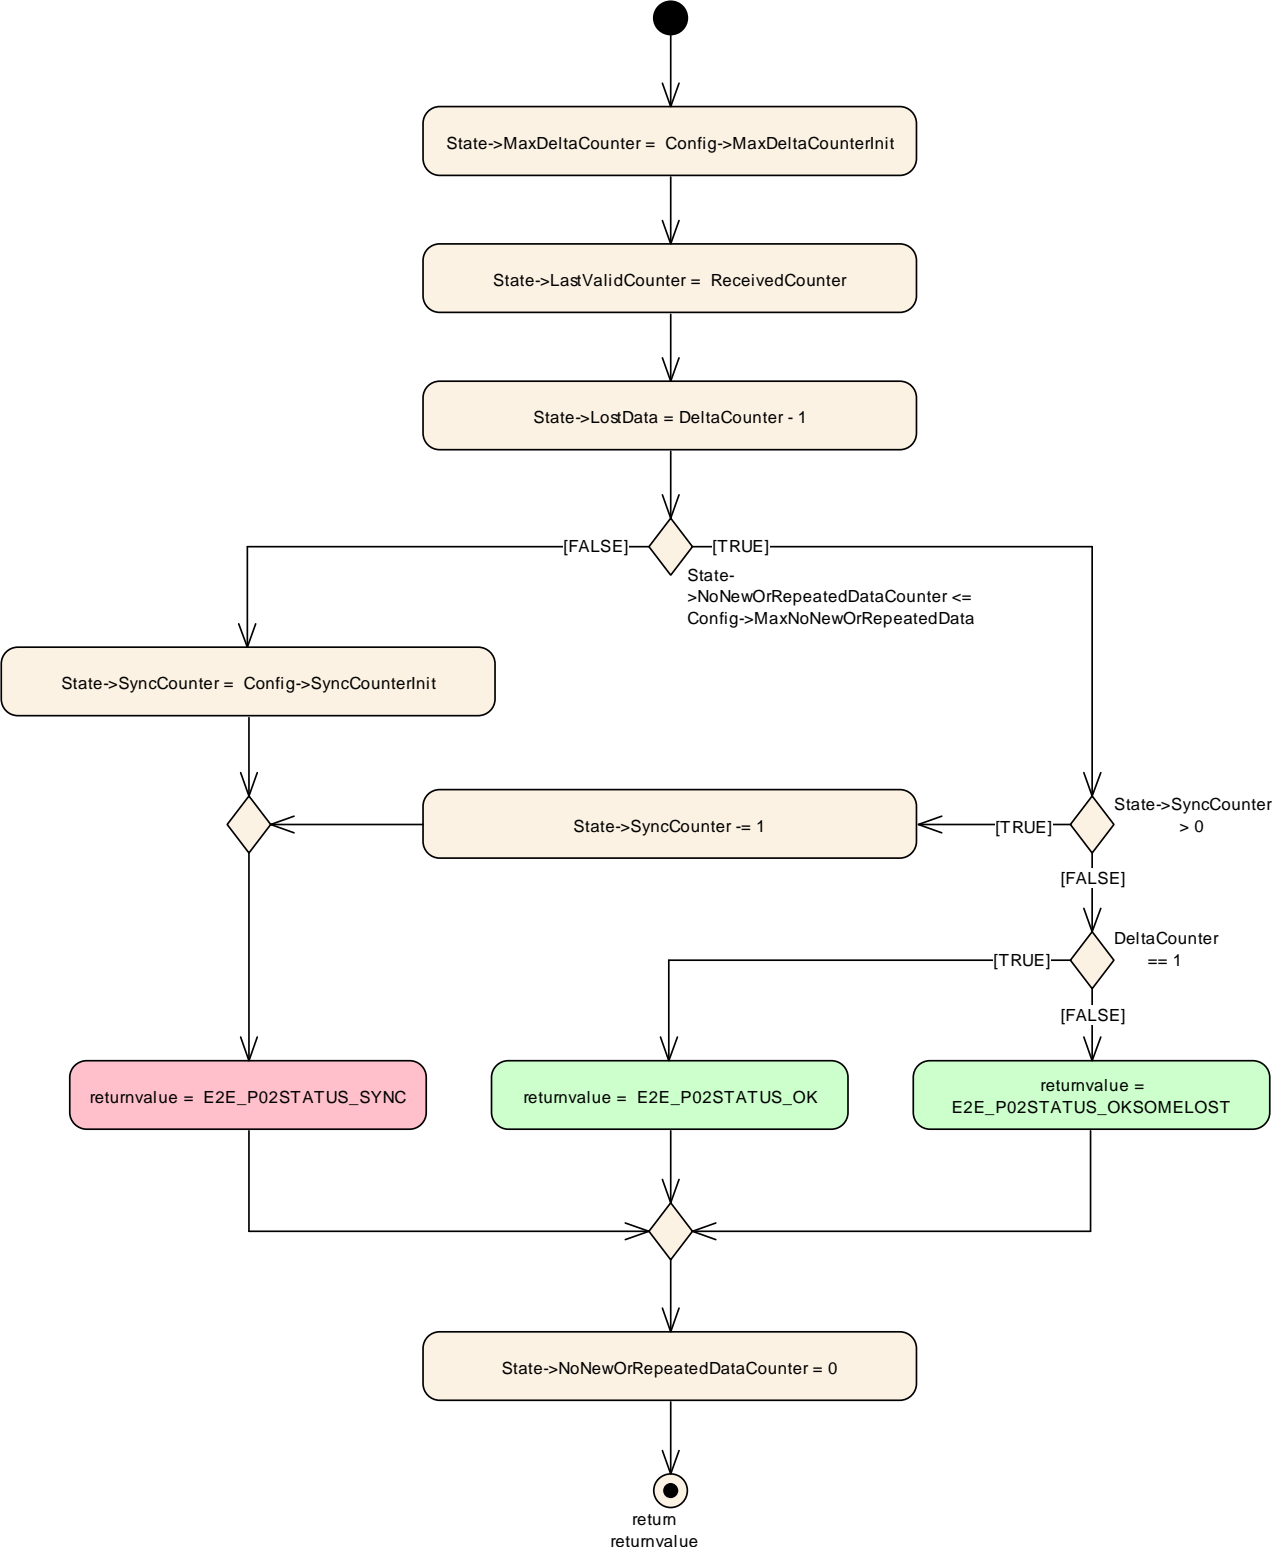 State->MaxDeltaCounter = Config->MaxDeltaCounterInit
State->LastValidCounter = ReceivedCounter
State->LostData = DeltaCounter - 1
[FALSE]
[TRUE]
State-
>NoNewOrRepeatedDataCounter <=
Config->MaxNoNewOrRepeatedData
State->SyncCounter = Config->SyncCounterInit
State->SyncCounter
> 0
State->SyncCounter -= 1
[TRUE]
[FALSE]
DeltaCounter
== 1
[TRUE]
[FALSE]
returnvalue = E2E_P02STATUS_SYNC
returnvalue = E2E_P02STATUS_OK
returnvalue =
E2E_P02STATUS_OKSOMELOST
State->NoNewOrRepeatedDataCounter = 0
return
returnvalue